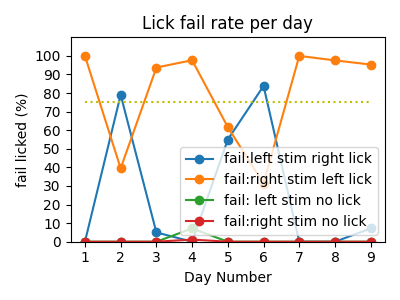 Lick fail rate per day
fail licked (%)
100
90
80
70
60
50
40
30
20
10
0
fail:left stim right lick
fail:right stim left lick
fail: left stim no lick
fail:right stim no lick
1 2 3 4 5 6 7 8 9
Day Number